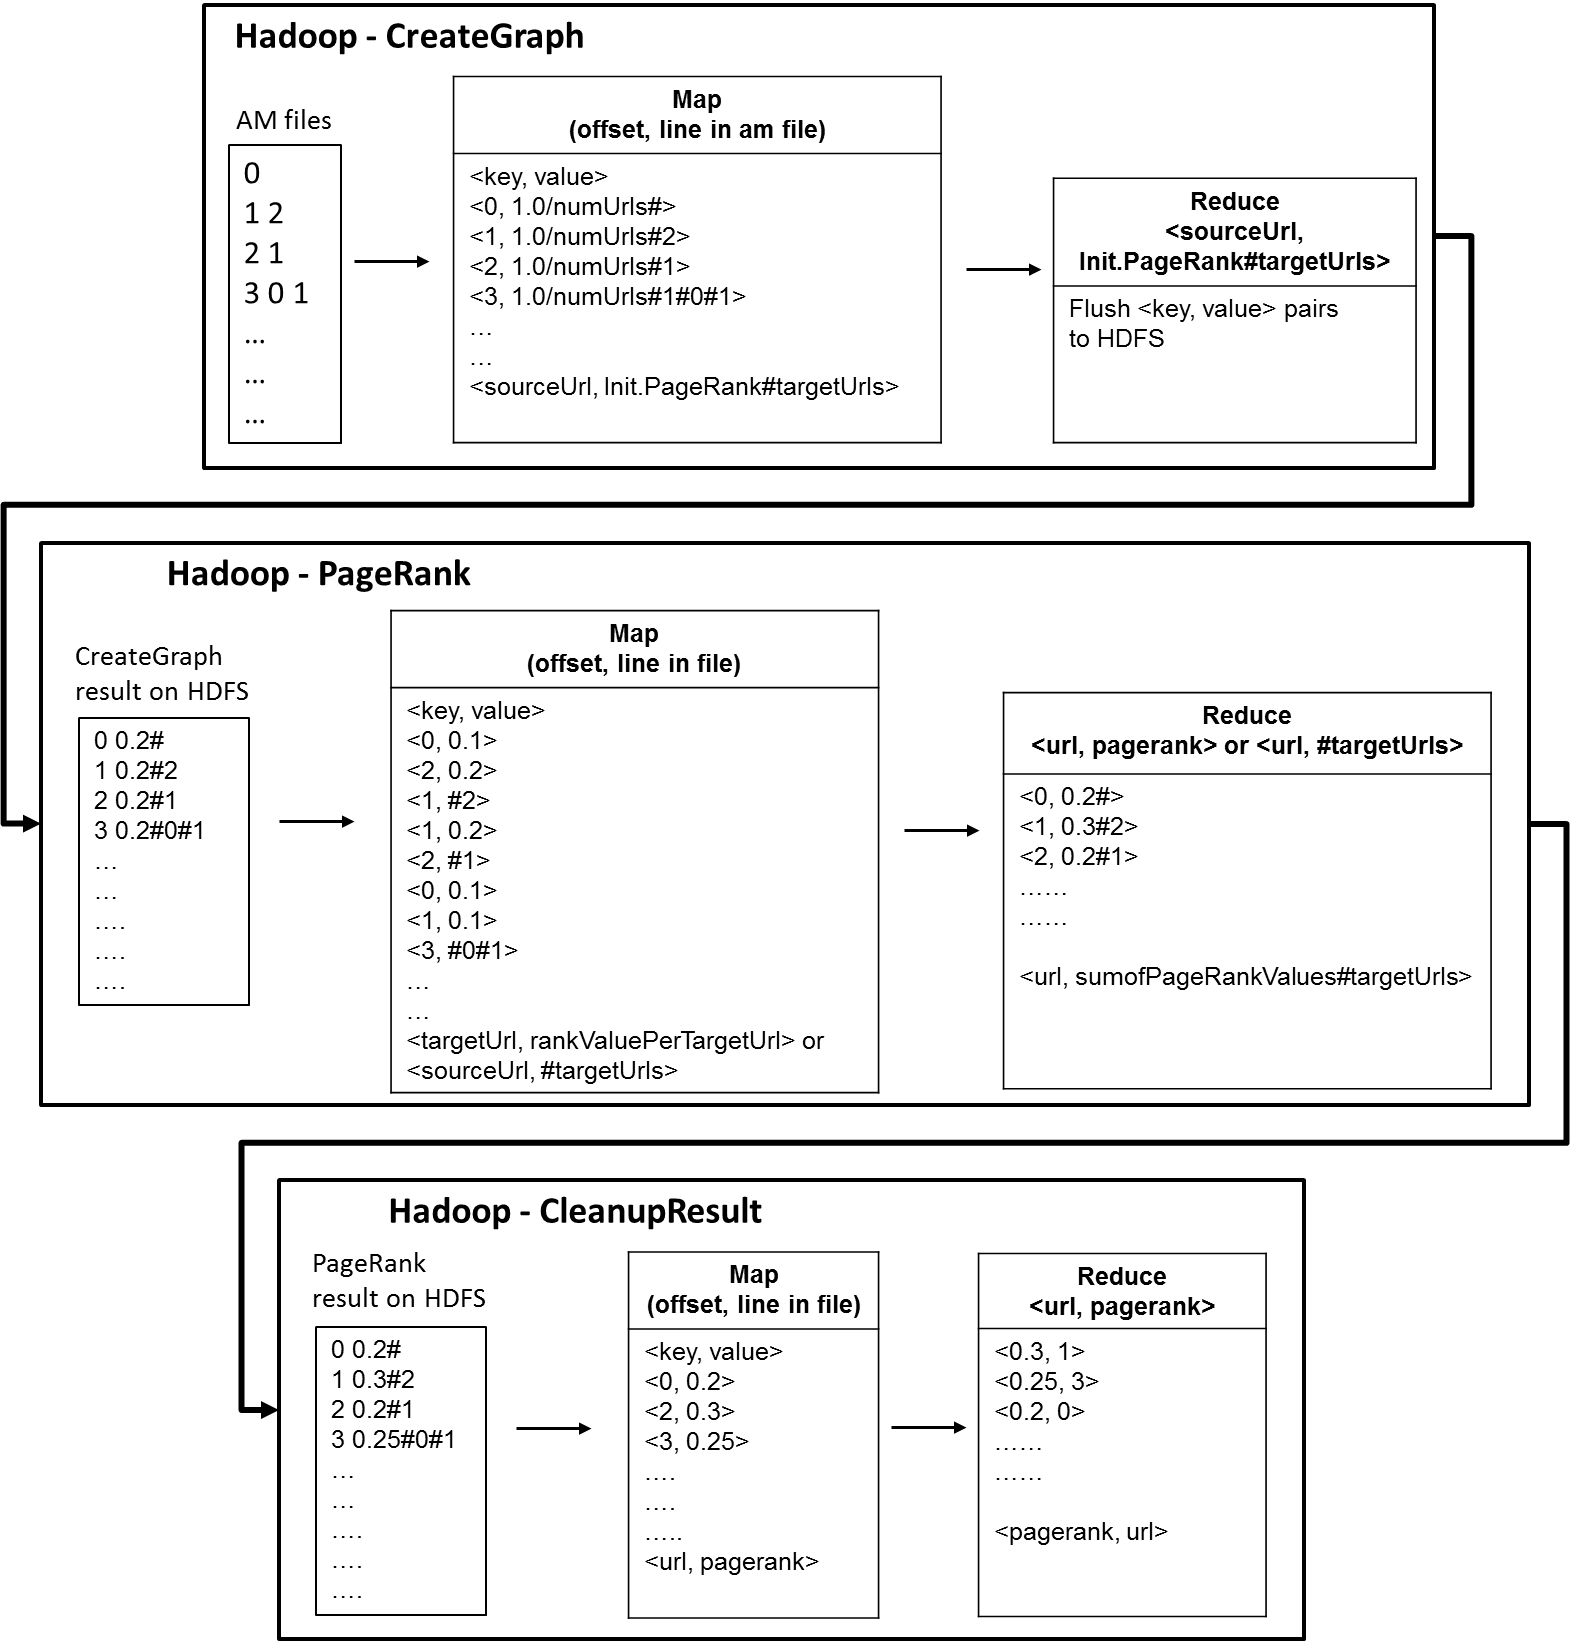 Hadoop - CreateGraph
AM files
0
1 2
2 1
3 0 1
...
...
...
Map
(offset, line in am file)
<key, value>
<0, 1.0/numUrls#>
<1, 1.0/numUrls#2>
<2, 1.0/numUrls#1>
<3, 1.0/numUrls#1#0#1>
...
...
<sourceUrl, Init.PageRank#targetUrls>
Reduce
<sourceUrl,
Init.PageRank#targetUrls>
Flush <key, value> pairs
to HDFS
Hadoop - PageRank
CreateGraph
result on HDFS
0 0.2#
1 0.2#2
2 0.2#1
3 0.2#0#1
...
...
....
....
....
Map
(offset, line in file)
<key, value>
<0, 0.1>
<2, 0.2>
<1, #2>
<1, 0.2>
<2, #1>
<0, 0.1>
<1, 0.1>
<3, #0#1>
...
...
<targetUrl, rankValuePerTargetUrl> or
<sourceUrl, #targetUrls>
Reduce
<url, pagerank> or <url, #targetUrls>
<0, 0.2#>
<1, 0.3#2>
<2, 0.2#1>
......
......
<url, sumofPageRankValues#targetUrls>
Hadoop - CleanupResult
PageRank
result on HDFS
0 0.2#
1 0.3#2
2 0.2#1
3 0.25#0#1
...
...
....
....
....
Map
(offset, line in file)
<key, value>
<0, 0.2>
<2, 0.3>
<3, 0.25>
....
....
.....
<url, pagerank>
Reduce
<url, pagerank>
<0.3, 1>
<0.25, 3>
<0.2, 0>
......
......
<pagerank, url>